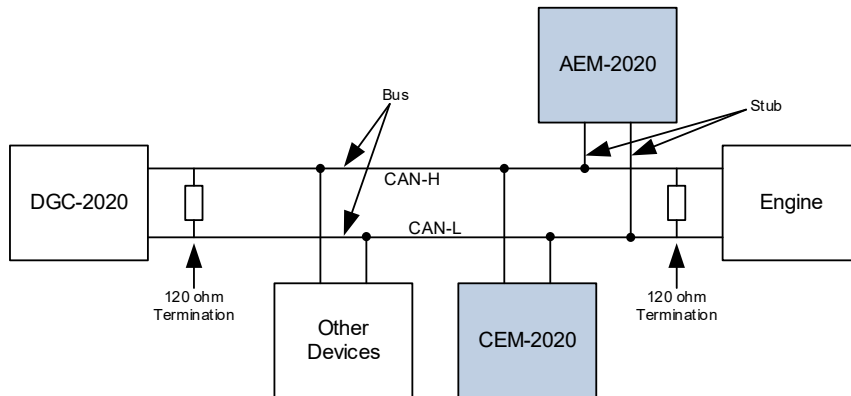 AEM-2020
Bus
Stub
DGC-2020
CAN-H
Engine
CAN-L
120 ohm
Termination
120 ohm
Termination
Other
Devices
CEM-2020